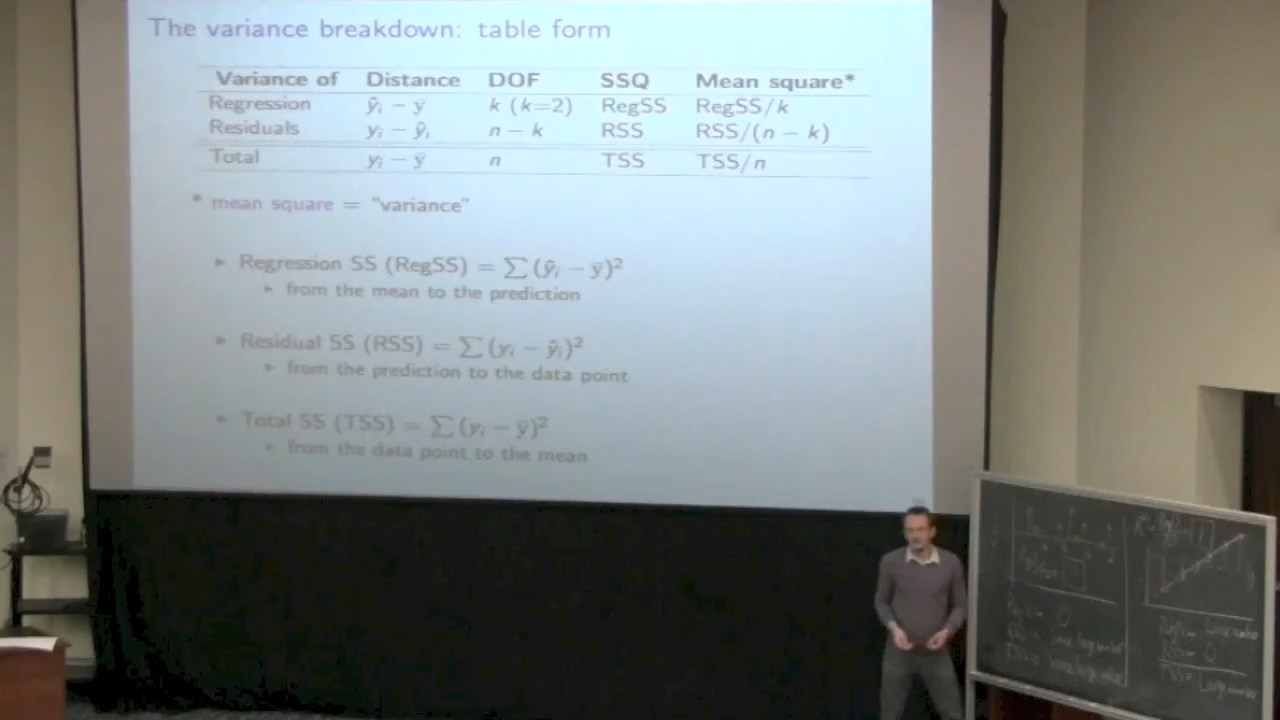 The variance breakdown: table form
Variance of Distance DOF SSQ Mean square*
Regression ŷᵢ − ȳ k (k=2) RegSS RegSS/k
Residuals yᵢ − ŷᵢ n − k RSS RSS/(n − k)
Total yᵢ − ȳ n TSS TSS/n
* mean square = "variance"
► Regression SS (RegSS) = ∑(ŷᵢ − ȳ)²
► from the mean to the prediction
► Residual SS (RSS) = ∑(yᵢ − ŷᵢ)²
► from the prediction to the data point
► Total SS (TSS) = ∑(yᵢ − ȳ)²
► from the data point to the mean